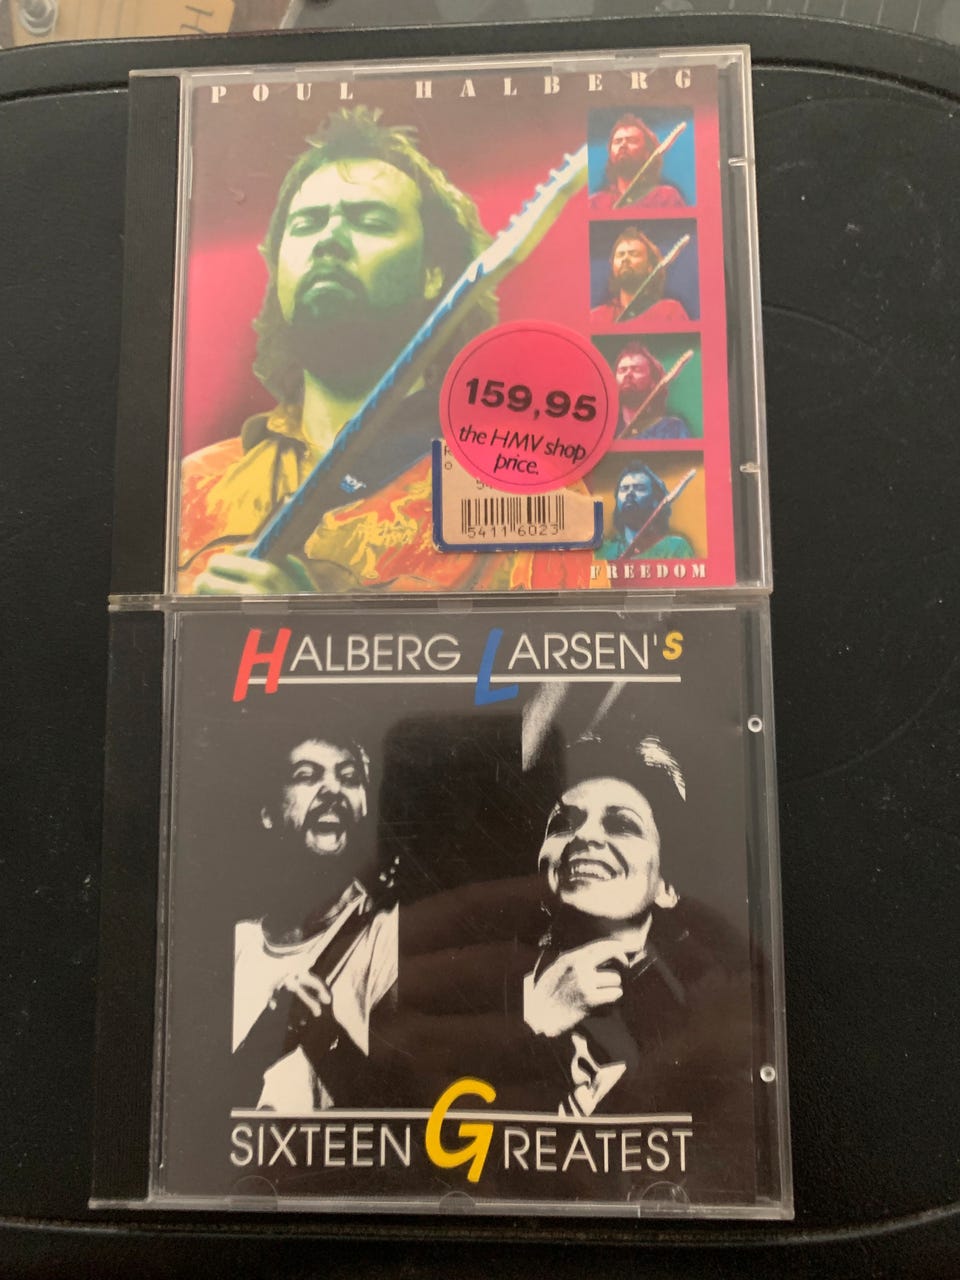 H
POUL HALBERG
159,95
the HMV shop
price.
5411 6023
FREEDOM
HALBERG LARSEN'S
SIXTEEN GREATEST